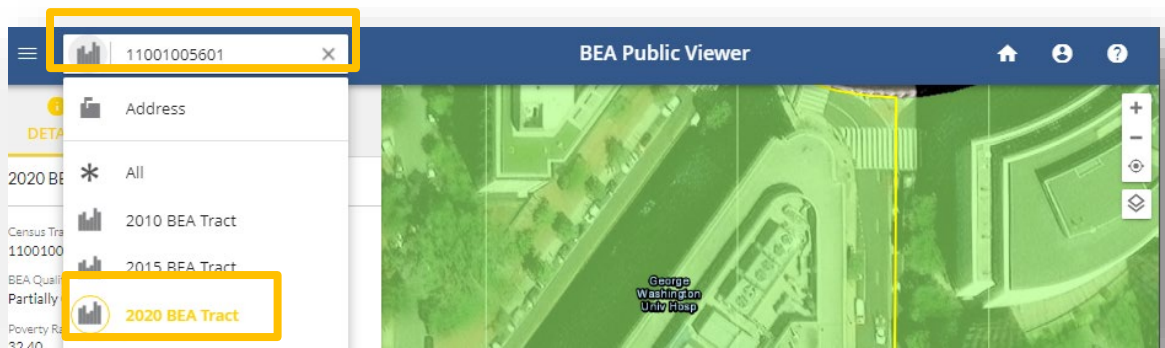 11001005601
BEA Public Viewer
Address
DETA
All
2020 BE
2010 BEA Tract
Census Tra
1100100
2015 BEA Tract
BEA Quali
Partially
2020 BEA Tract
Poverty Ra
32.40
George
Washington
Univ Hosp